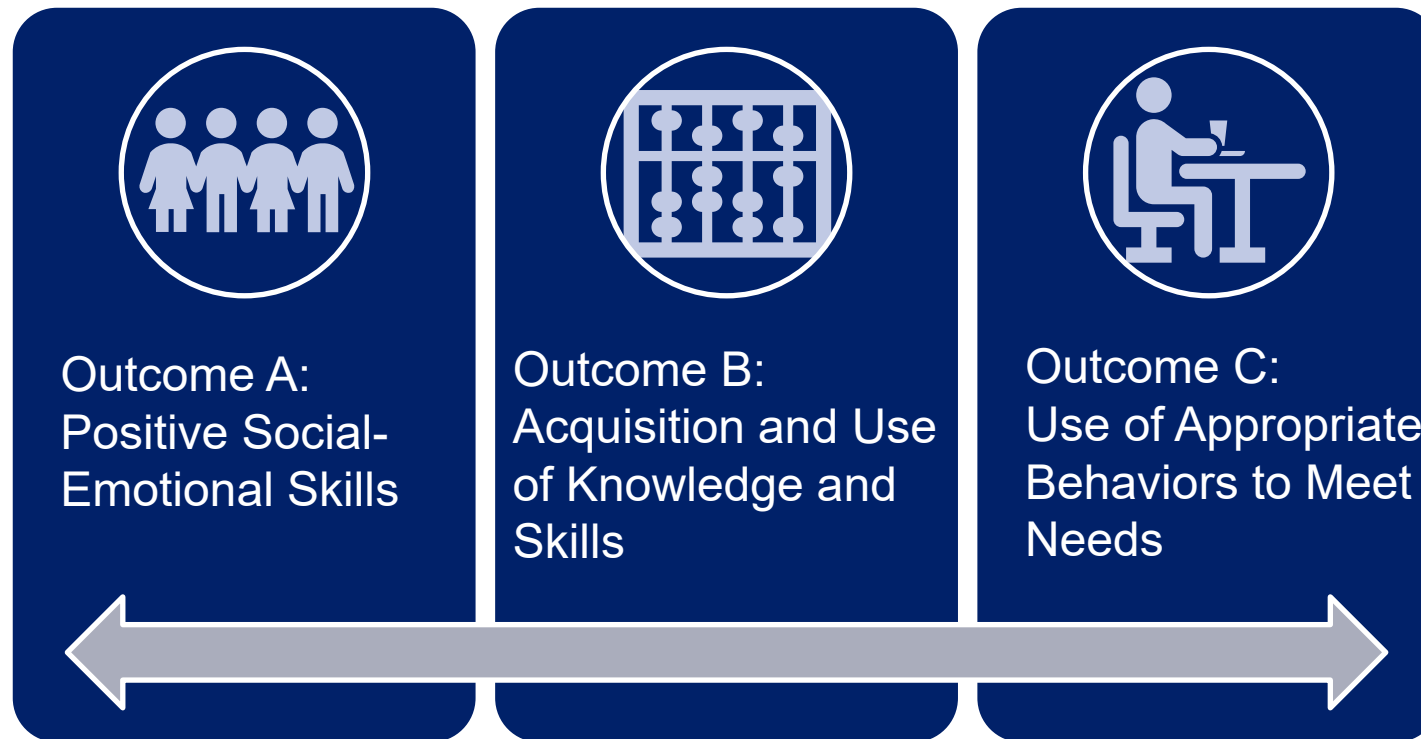 Outcome A:
Positive Social-
Emotional Skills
Outcome B:
Acquisition and Use
of Knowledge and
Skills
Outcome C:
Use of Appropriate
Behaviors to Meet
Needs